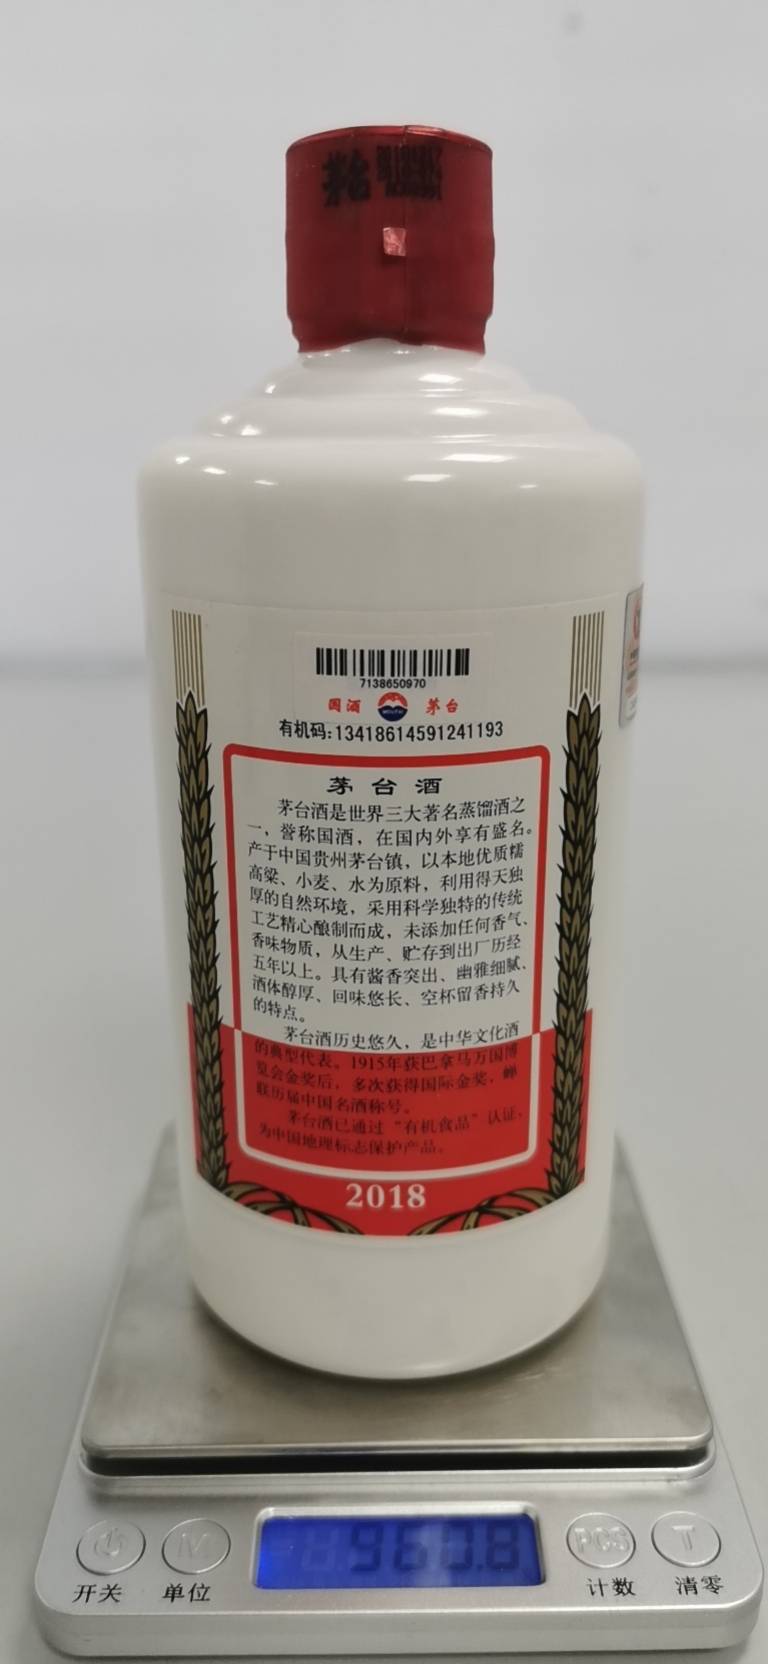 茅台
7138650970
国酒 茅台
有机码:13418614591241193
茅台酒
茅台酒是世界三大著名蒸馏酒之
一，誉称国酒，在国内外享有盛名。
产于中国贵州茅台镇，以本地优质糯
高粱、小麦、水为原料，利用得天独
厚的自然环境，采用科学独特的传统
工艺精心酿制而成，未添加任何香气、
香味物质，从生产、贮存到出厂历经
五年以上。具有酱香突出、幽雅细腻、
酒体醇厚、回味悠长、空杯留香持久
的特点。
茅台酒历史悠久，是中华文化酒
的典型代表。1915年获巴拿马万国博
览会金奖后，多次获得国际金奖，蝉
联历届中国名酒称号。
茅台酒已通过“有机食品”认证，
为中国地理标志保护产品。
2018
960.8
M PCS T
开关 单位 计数 清零